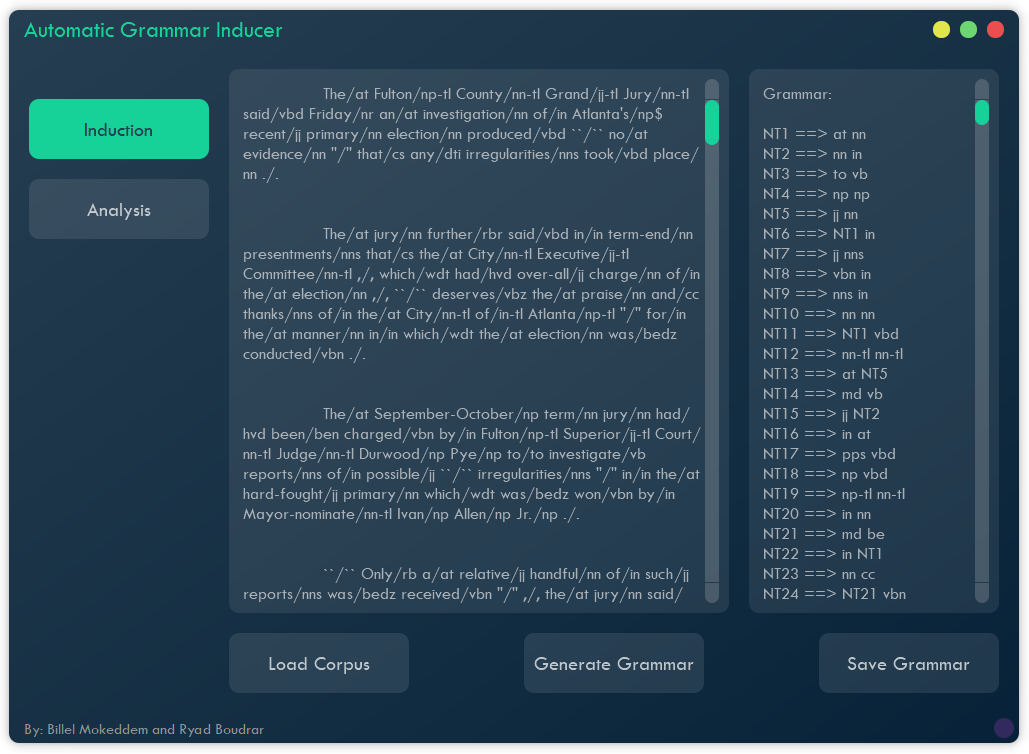 Automatic Grammar Inducer
Induction
Analysis
The/at Fulton/np-tl County/nn-tl Grand/jj-tl Jury/nn-tl
said/vbd Friday/nr an/at investigation/nn of/in Atlanta's/np$
recent/jj primary/nn election/nn produced/vbd ``/`` no/at
evidence/nn ''/'' that/cs any/dti irregularities/nns took/vbd place/
nn ./.
The/at jury/nn further/rbr said/vbd in/in term-end/nn
presentments/nns that/cs the/at City/nn-tl Executive/jj-tl
Committee/nn-tl ,/, which/wdt had/hvd over-all/jj charge/nn of/in
the/at election/nn ,/, ``/`` deserves/vbz the/at praise/nn and/cc
thanks/nns of/in the/at City/nn-tl of/in-tl Atlanta/np-tl ''/'' for/in
the/at manner/nn in/in which/wdt the/at election/nn was/bedz
conducted/vbn ./.
The/at September-October/np term/nn jury/nn had/
hvd been/ben charged/vbn by/in Fulton/np-tl Superior/jj-tl Court/
nn-tl Judge/nn-tl Durwood/np Pye/np to/to investigate/vb
reports/nns of/in possible/jj ``/`` irregularities/nns ''/'' in/in the/at
hard-fought/jj primary/nn which/wdt was/bedz won/vbn by/in
Mayor-nominate/nn-tl Ivan/np Allen/np Jr./np ./.
``/`` Only/rb a/at relative/jj handful/nn of/in such/jj
reports/nns was/bedz received/vbn ''/'' ,/, the/at jury/nn said/
Grammar:
NT1 ==> at nn
NT2 ==> nn in
NT3 ==> to vb
NT4 ==> np np
NT5 ==> jj nn
NT6 ==> NT1 in
NT7 ==> jj nns
NT8 ==> vbn in
NT9 ==> nns in
NT10 ==> nn nn
NT11 ==> NT1 vbd
NT12 ==> nn-tl nn-tl
NT13 ==> at NT5
NT14 ==> md vb
NT15 ==> jj NT2
NT16 ==> in at
NT17 ==> pps vbd
NT18 ==> np vbd
NT19 ==> np-tl nn-tl
NT20 ==> in nn
NT21 ==> md be
NT22 ==> in NT1
NT23 ==> nn cc
NT24 ==> NT21 vbn
Load Corpus
Generate Grammar
Save Grammar
By: Billel Mokeddem and Ryad Boudrar